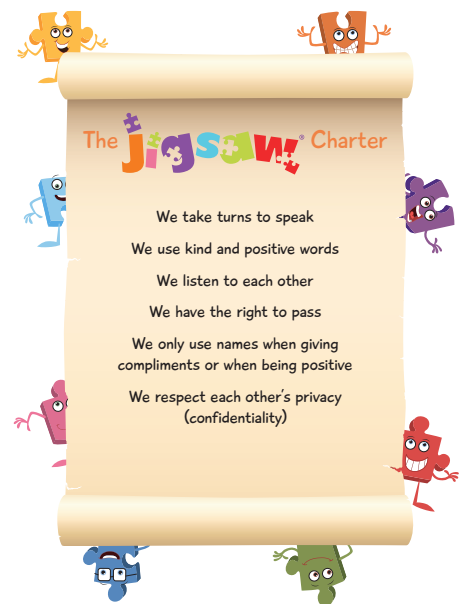 The Jigsaw® Charter
We take turns to speak
We use kind and positive words
We listen to each other
We have the right to pass
We only use names when giving
compliments or when being positive
We respect each other's privacy
(confidentiality)